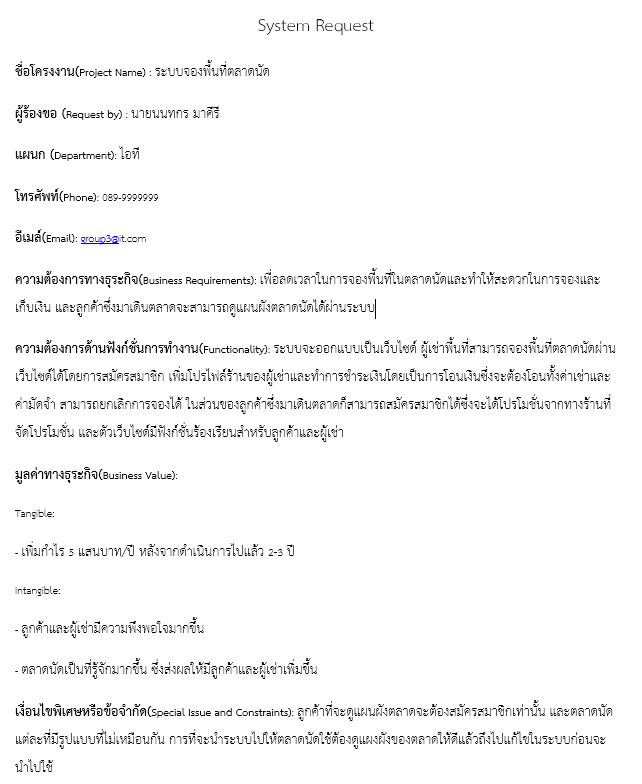 System Request
ชื่อโครงงาน(Project Name) : ระบบจองพื้นที่ตลาดนัด
ผู้ร้องขอ (Request by) : นายนนทกร มาศีรี
แผนก (Department): ไอที
โทรศัพท์(Phone): 089-9999999
อีเมล์(Email): group3@it.com
ความต้องการทางธุระกิจ(Business Requirements): เพื่อลดเวลาในการจองพื้นที่ในตลาดนัดและทำให้สะดวกในการจองและ
เก็บเงิน และลูกค้าซึ่งมาเดินตลาดจะสามารถดูแผนผังตลาดนัดได้ผ่านระบบ
ความต้องการด้านฟังก์ชั่นการทำงาน(Functionality): ระบบจะออกแบบเป็นเว็บไซด์ ผู้เช่าพื้นที่สามารถจองพื้นที่ตลาดนัดผ่าน
เว็บไซด์ได้โดยการสมัครสมาชิก เพิ่มโปรไฟล์ร้านของผู้เช่าและทำการชำระเงินโดยเป็นการโอนเงินซึ่งจะต้องโอนทั้งค่าเช่าและ
ค่ามัดจำ สามารถยกเลิกการจองได้ ในส่วนของลูกค้าซึ่งมาเดินตลาดก็สามารถสมัครสมาชิกได้ซึ่งจะได้โปรโมชั่นจากทางร้านที่
จัดโปรโมชั่น และตัวเว็บไซด์มีฟังก์ชั่นร้องเรียนสำหรับลูกค้าและผู้เช่า
มูลค่าทางธุระกิจ(Business Value):
Tangible:
- เพิ่มกำไร 5 แสนบาท/ปี หลังจากดำเนินการไปแล้ว 2-3 ปี
Intangible:
- ลูกค้าและผู้เช่ามีความพึงพอใจมากขึ้น
- ตลาดนัดเป็นที่รู้จักมากขึ้น ซึ่งส่งผลให้มีลูกค้าและผู้เช่าเพิ่มขึ้น
เงื่อนไขพิเศษหรือข้อจำกัด(Special Issue and Constraints): ลูกค้าที่จะดูแผนผังตลาดจะต้องสมัครสมาชิกเท่านั้น และตลาดนัด
แต่ละที่มีรูปแบบที่ไม่เหมือนกัน การที่จะนำระบบไปให้ตลาดนัดใช้ต้องดูแผงผังของตลาดให้ดีแล้วถึงไปแก้ไขในระบบก่อนจะ
นำไปใช้